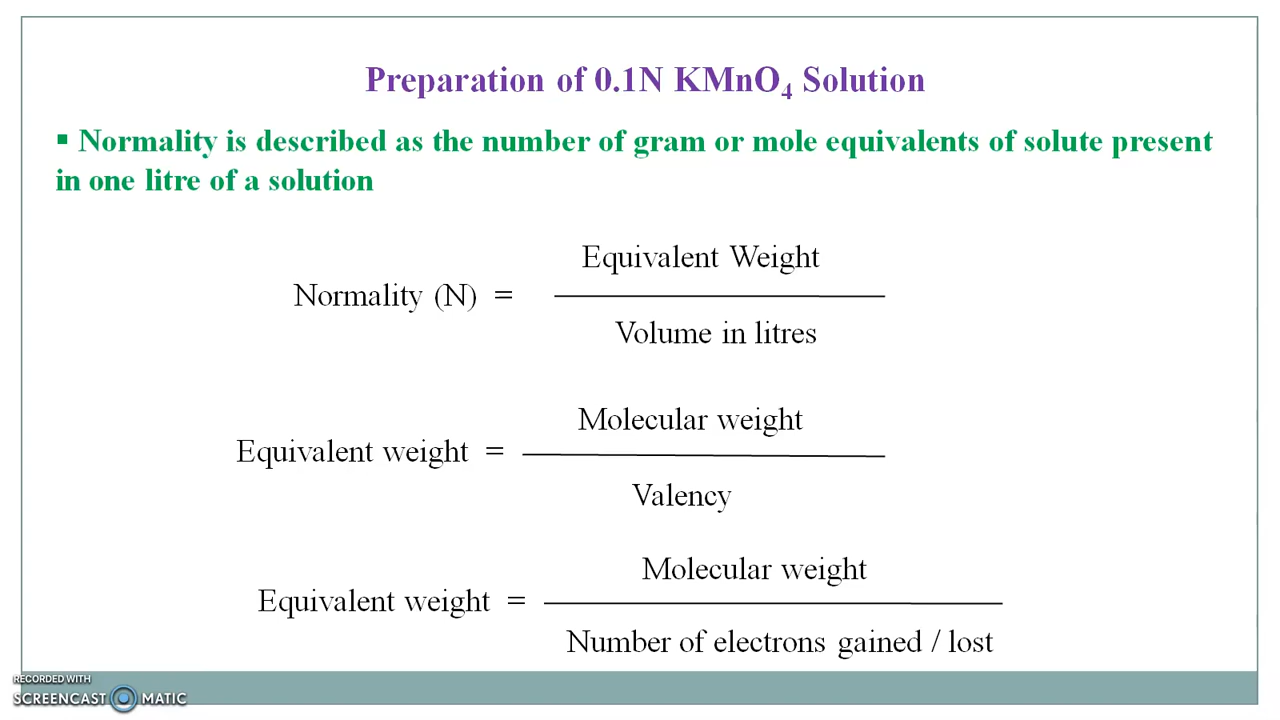 Preparation of 0.1N KMnO₄ Solution
▪ Normality is described as the number of gram or mole equivalents of solute present
in one litre of a solution
Equivalent Weight
Normality (N) =
Volume in litres
Molecular weight
Equivalent weight =
Valency
Molecular weight
Equivalent weight =
Number of electrons gained / lost
RECORDED WITH
SCREENCAST MATIC